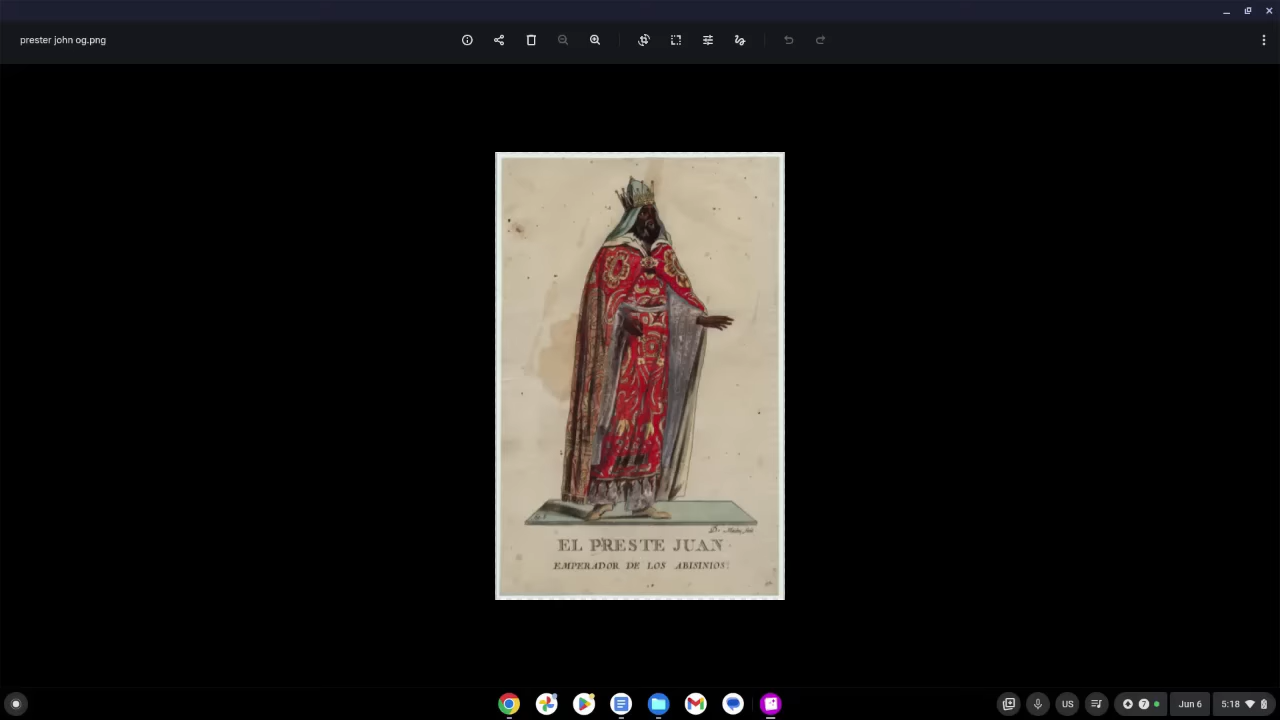 prester john og.png
EL PRESTE JUAN
EMPERADOR DE LOS ABISINIOS.
US
Jun 6
5:18